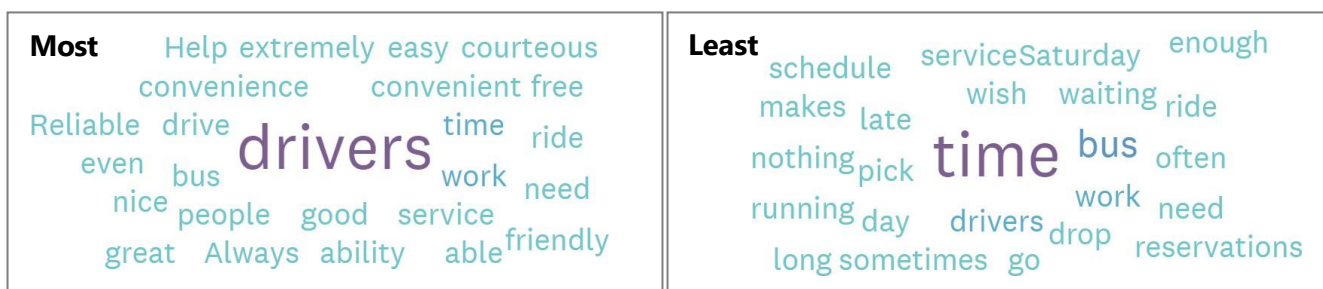 Most
Help extremely easy courteous
convenience convenient free
Reliable drive drivers time ride
even bus work need
nice people good service
great Always ability able friendly
Least
schedule serviceSaturday enough
makes late wish waiting ride
nothing pick time bus often
running day drivers work need
long sometimes go drop reservations